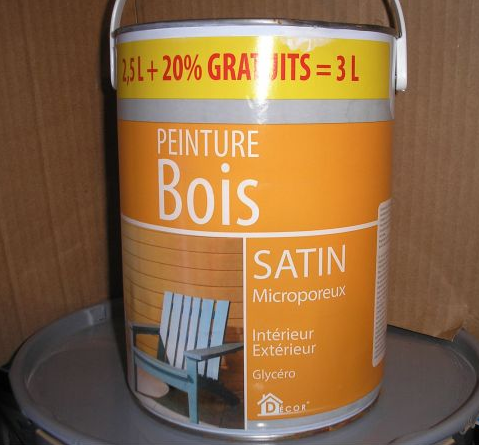 2,5 L + 20% GRATUITS = 3 L
PEINTURE
Bois
SATIN
Microporeux
Intérieur
Extérieur
Glycéro
DÉCOR